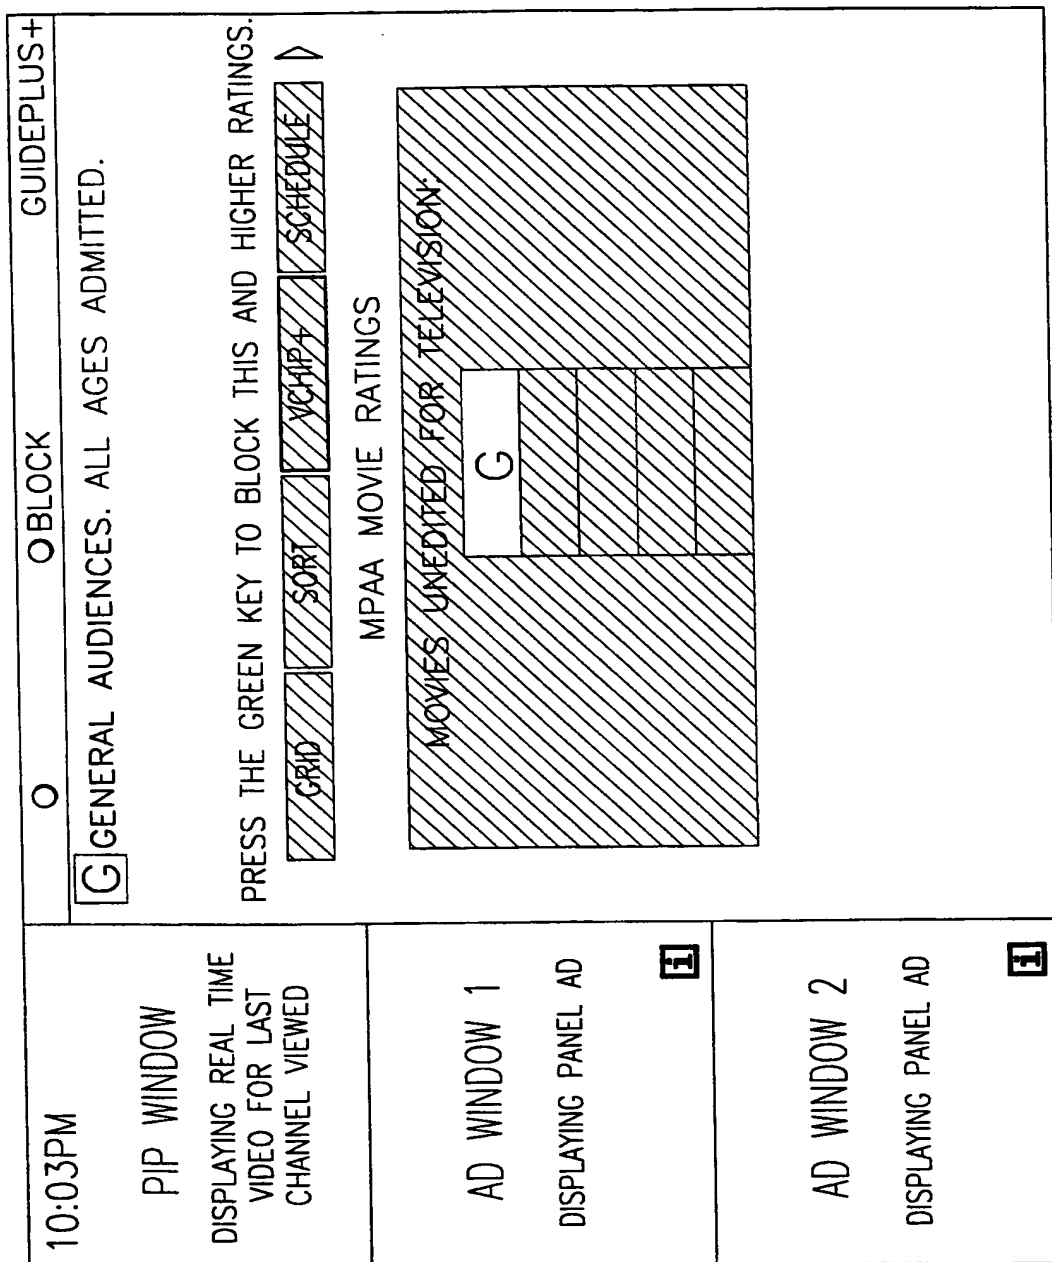 10:03PM
PIP WINDOW
DISPLAYING REAL TIME
VIDEO FOR LAST
CHANNEL VIEWED
AD WINDOW 1
DISPLAYING PANEL AD
i
AD WINDOW 2
DISPLAYING PANEL AD
i
BLOCK GUIDEPLUS+
G GENERAL AUDIENCES. ALL AGES ADMITTED.
PRESS THE GREEN KEY TO BLOCK THIS AND HIGHER RATINGS.
GRID SORT VCHIP+ SCHEDULE
MPAA MOVIE RATINGS
MOVIES UNEDITED FOR TELEVISION:
G